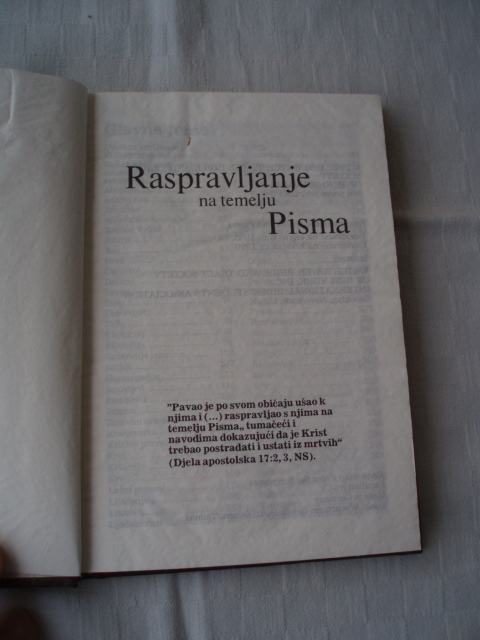 Raspravljanje
na temelju
Pisma
"Pavao je po svom običaju ušao k
njima i (...) raspravljao s njima na
temelju Pisma„ tumačeći i
navodima dokazujući da je Krist
trebao postradati i ustati iz mrtvih"
(Djela apostolska 17:2, 3, NS).